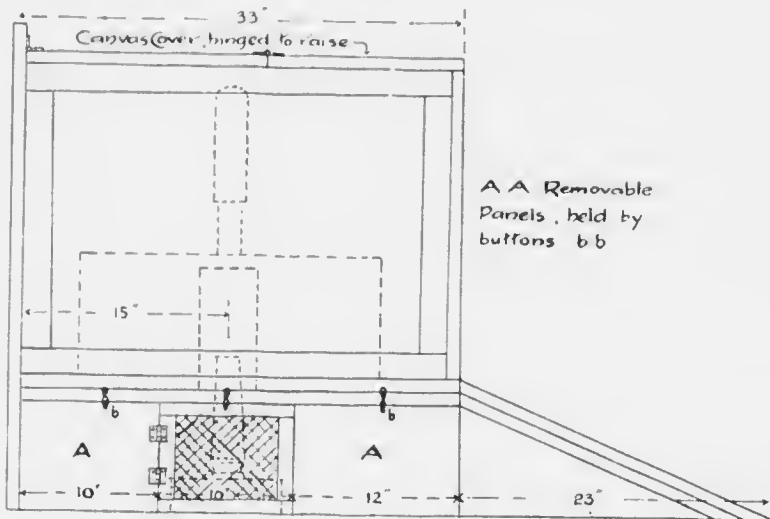 33"
Canvas Cover, hinged to raise
A A Removable
Panels, held by
buttons b b
15"
b
b
A
A
10"
10"
12"
23"